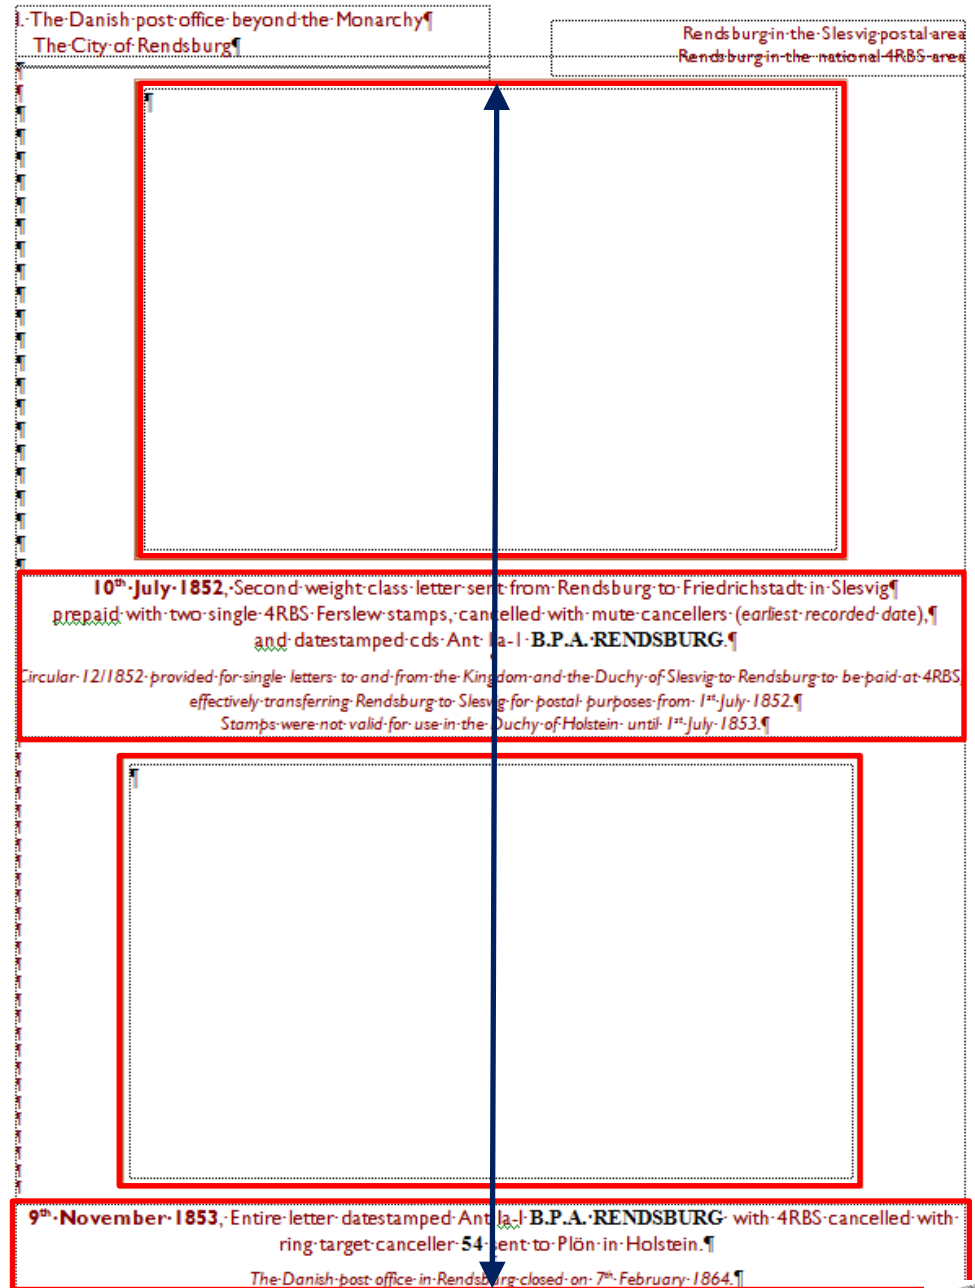 I. The Danish post office beyond the Monarchy¶
The City of Rendsburg¶
Rendsburg in the Slesvig postal area
Rendsburg in the national 4RBS-area
10th July 1852, Second weight class letter sent from Rendsburg to Friedrichstadt in Slesvig¶
prepaid with two single 4RBS Ferslew stamps, cancelled with mute cancellers (earliest recorded date),¶
and datestamped cds Ant Ia-1 B.P.A. RENDSBURG.¶
Circular 12/1852 provided for single letters to and from the Kingdom and the Duchy of Slesvig to Rendsburg to be paid at 4RBS,
effectively transferring Rendsburg to Slesvig for postal purposes from 1st July 1852.¶
Stamps were not valid for use in the Duchy of Holstein until 1st July 1853.¶
9th November 1853, Entire letter datestamped Ant Ia-1 B.P.A. RENDSBURG with 4RBS cancelled with
ring target canceller 54 sent to Plön in Holstein.¶
The Danish post office in Rendsburg closed on 7th February 1864.¶